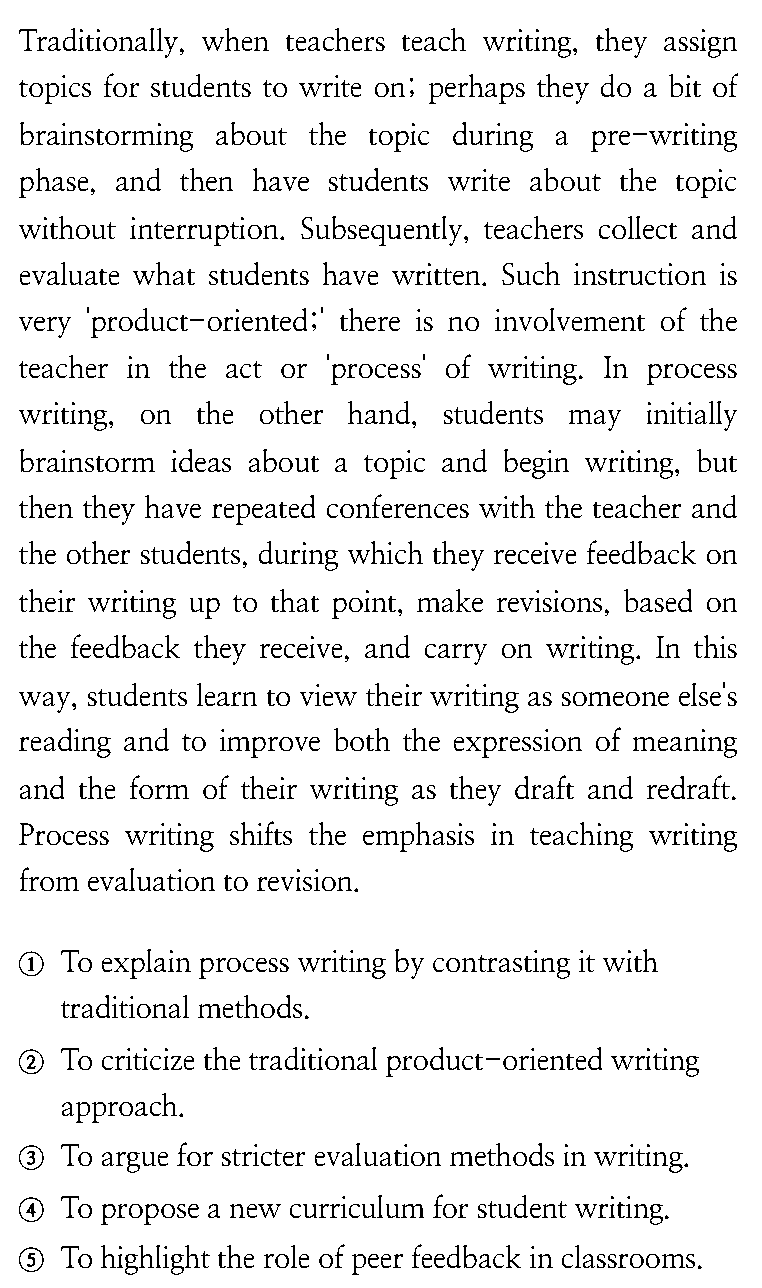 Traditionally, when teachers teach writing, they assign
topics for students to write on; perhaps they do a bit of
brainstorming about the topic during a pre-writing
phase, and then have students write about the topic
without interruption. Subsequently, teachers collect and
evaluate what students have written. Such instruction is
very 'product-oriented;' there is no involvement of the
teacher in the act or 'process' of writing. In process
writing, on the other hand, students may initially
brainstorm ideas about a topic and begin writing, but
then they have repeated conferences with the teacher and
the other students, during which they receive feedback on
their writing up to that point, make revisions, based on
the feedback they receive, and carry on writing. In this
way, students learn to view their writing as someone else's
reading and to improve both the expression of meaning
and the form of their writing as they draft and redraft.
Process writing shifts the emphasis in teaching writing
from evaluation to revision.
① To explain process writing by contrasting it with
traditional methods.
② To criticize the traditional product-oriented writing
approach.
③ To argue for stricter evaluation methods in writing.
④ To propose a new curriculum for student writing.
⑤ To highlight the role of peer feedback in classrooms.